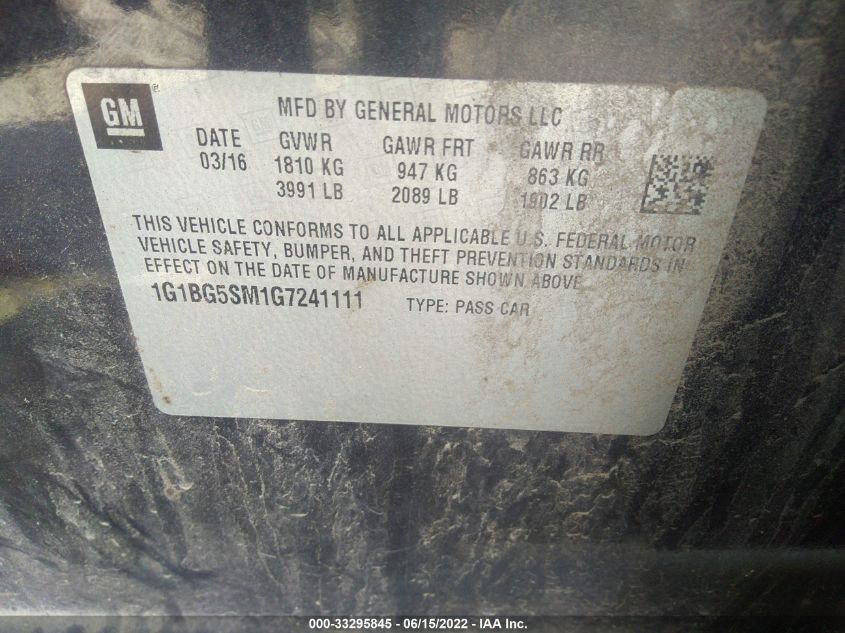 GM ®
MFD BY GENERAL MOTORS LLC
DATE GVWR GAWR FRT GAWR RR
03/16 1810 KG 947 KG 863 KG
3991 LB 2089 LB 1902 LB
THIS VEHICLE CONFORMS TO ALL APPLICABLE U.S. FEDERAL MOTOR
VEHICLE SAFETY, BUMPER, AND THEFT PREVENTION STANDARDS IN
EFFECT ON THE DATE OF MANUFACTURE SHOWN ABOVE
1G1BG5SM1G7241111 TYPE: PASS CAR
000-33295845 - 06/15/2022 - IAA Inc.